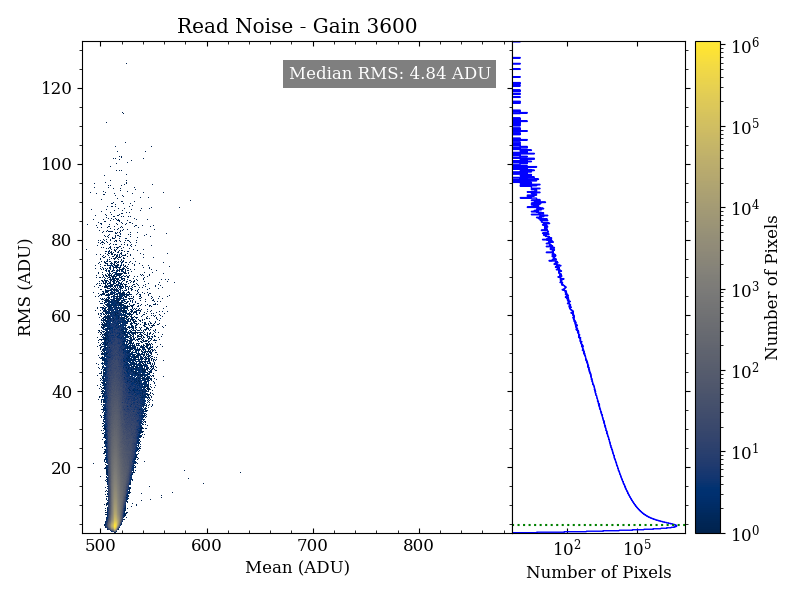 Read Noise - Gain 3600
Median RMS: 4.84 ADU
RMS (ADU)
120
100
80
60
40
20
500 600 700 800
Mean (ADU)
10^2 10^5
Number of Pixels
10^6
10^5
10^4
10^3
10^2
10^1
10^0
Number of Pixels